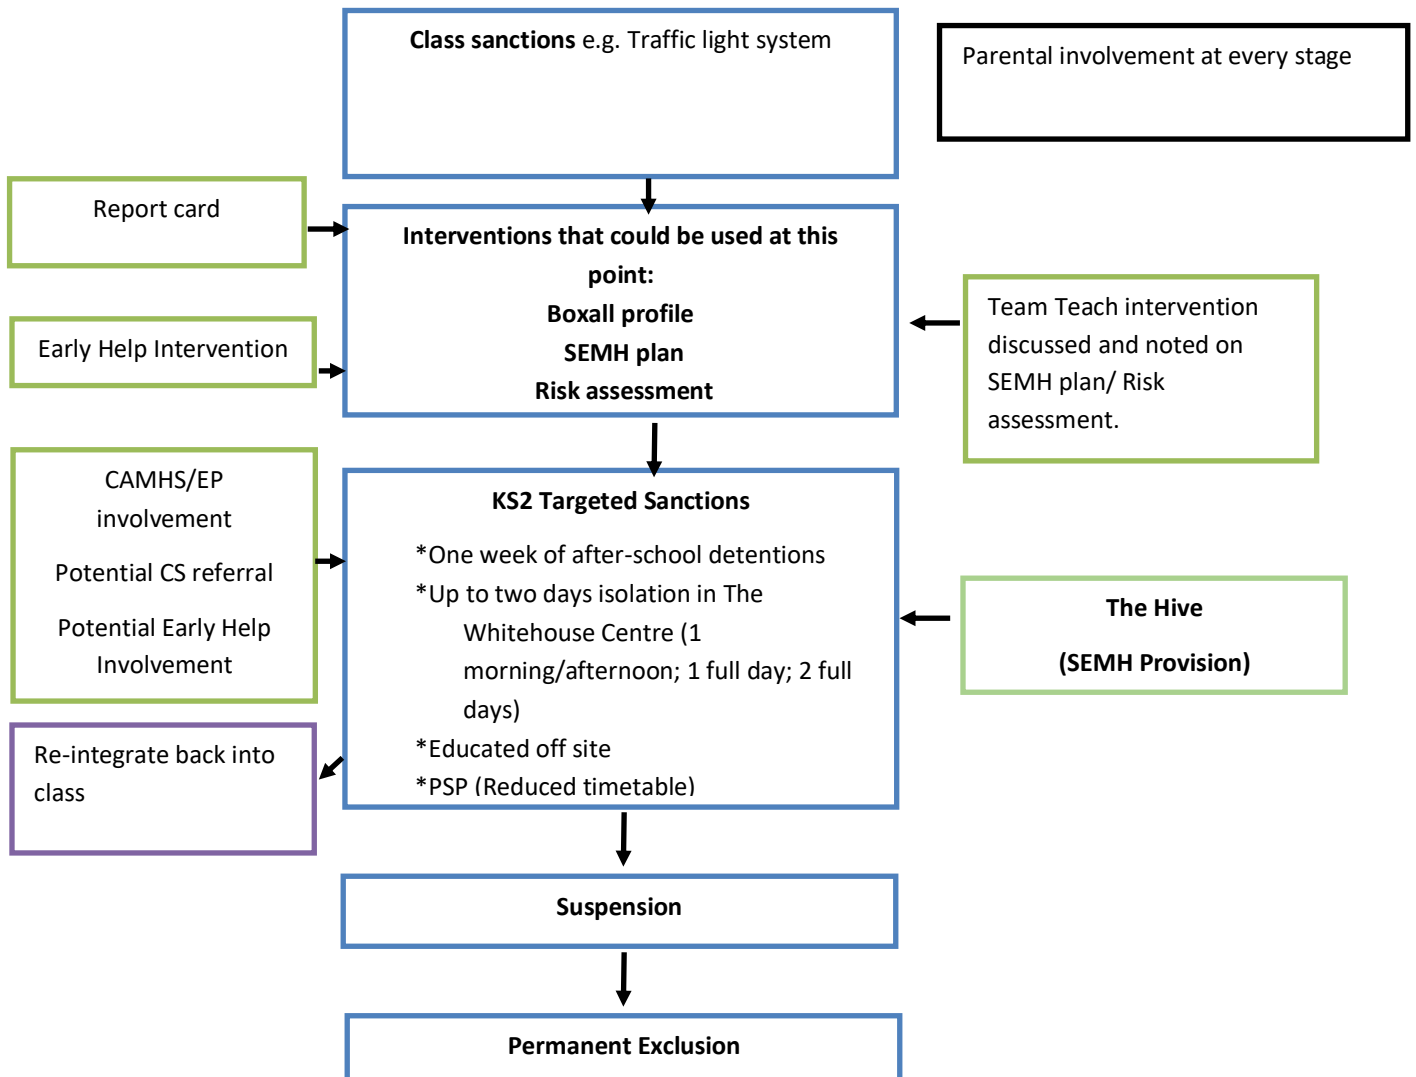 Class sanctions e.g. Traffic light system
Parental involvement at every stage
Report card
Interventions that could be used at this
point:
Boxall profile
SEMH plan
Risk assessment
Early Help Intervention
Team Teach intervention
discussed and noted on
SEMH plan/ Risk
assessment.
CAMHS/EP
involvement
Potential CS referral
Potential Early Help
Involvement
KS2 Targeted Sanctions
*One week of after-school detentions
*Up to two days isolation in The
Whitehouse Centre (1
morning/afternoon; 1 full day; 2 full
days)
*Educated off site
*PSP (Reduced timetable)
The Hive
(SEMH Provision)
Re-integrate back into
class
Suspension
Permanent Exclusion